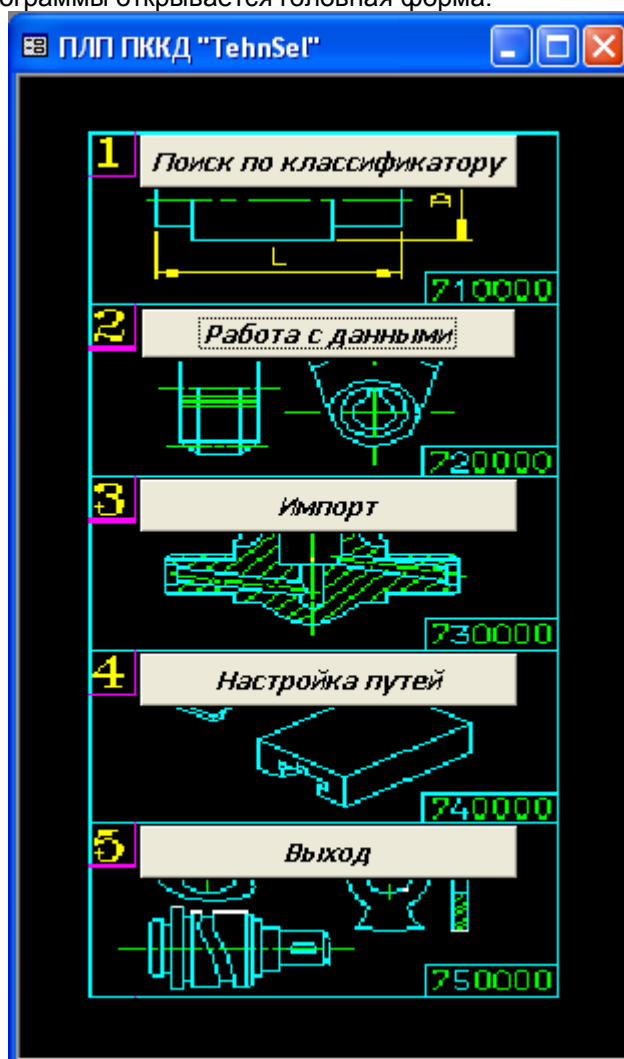 ограммы открывается головная форма.
ПЛП ПККД "TehnSel"
1
Поиск по классификатору
D
L
710000
2
Работа с данными
720000
3
Импорт
730000
4
Настройка путей
740000
5
Выход
750000